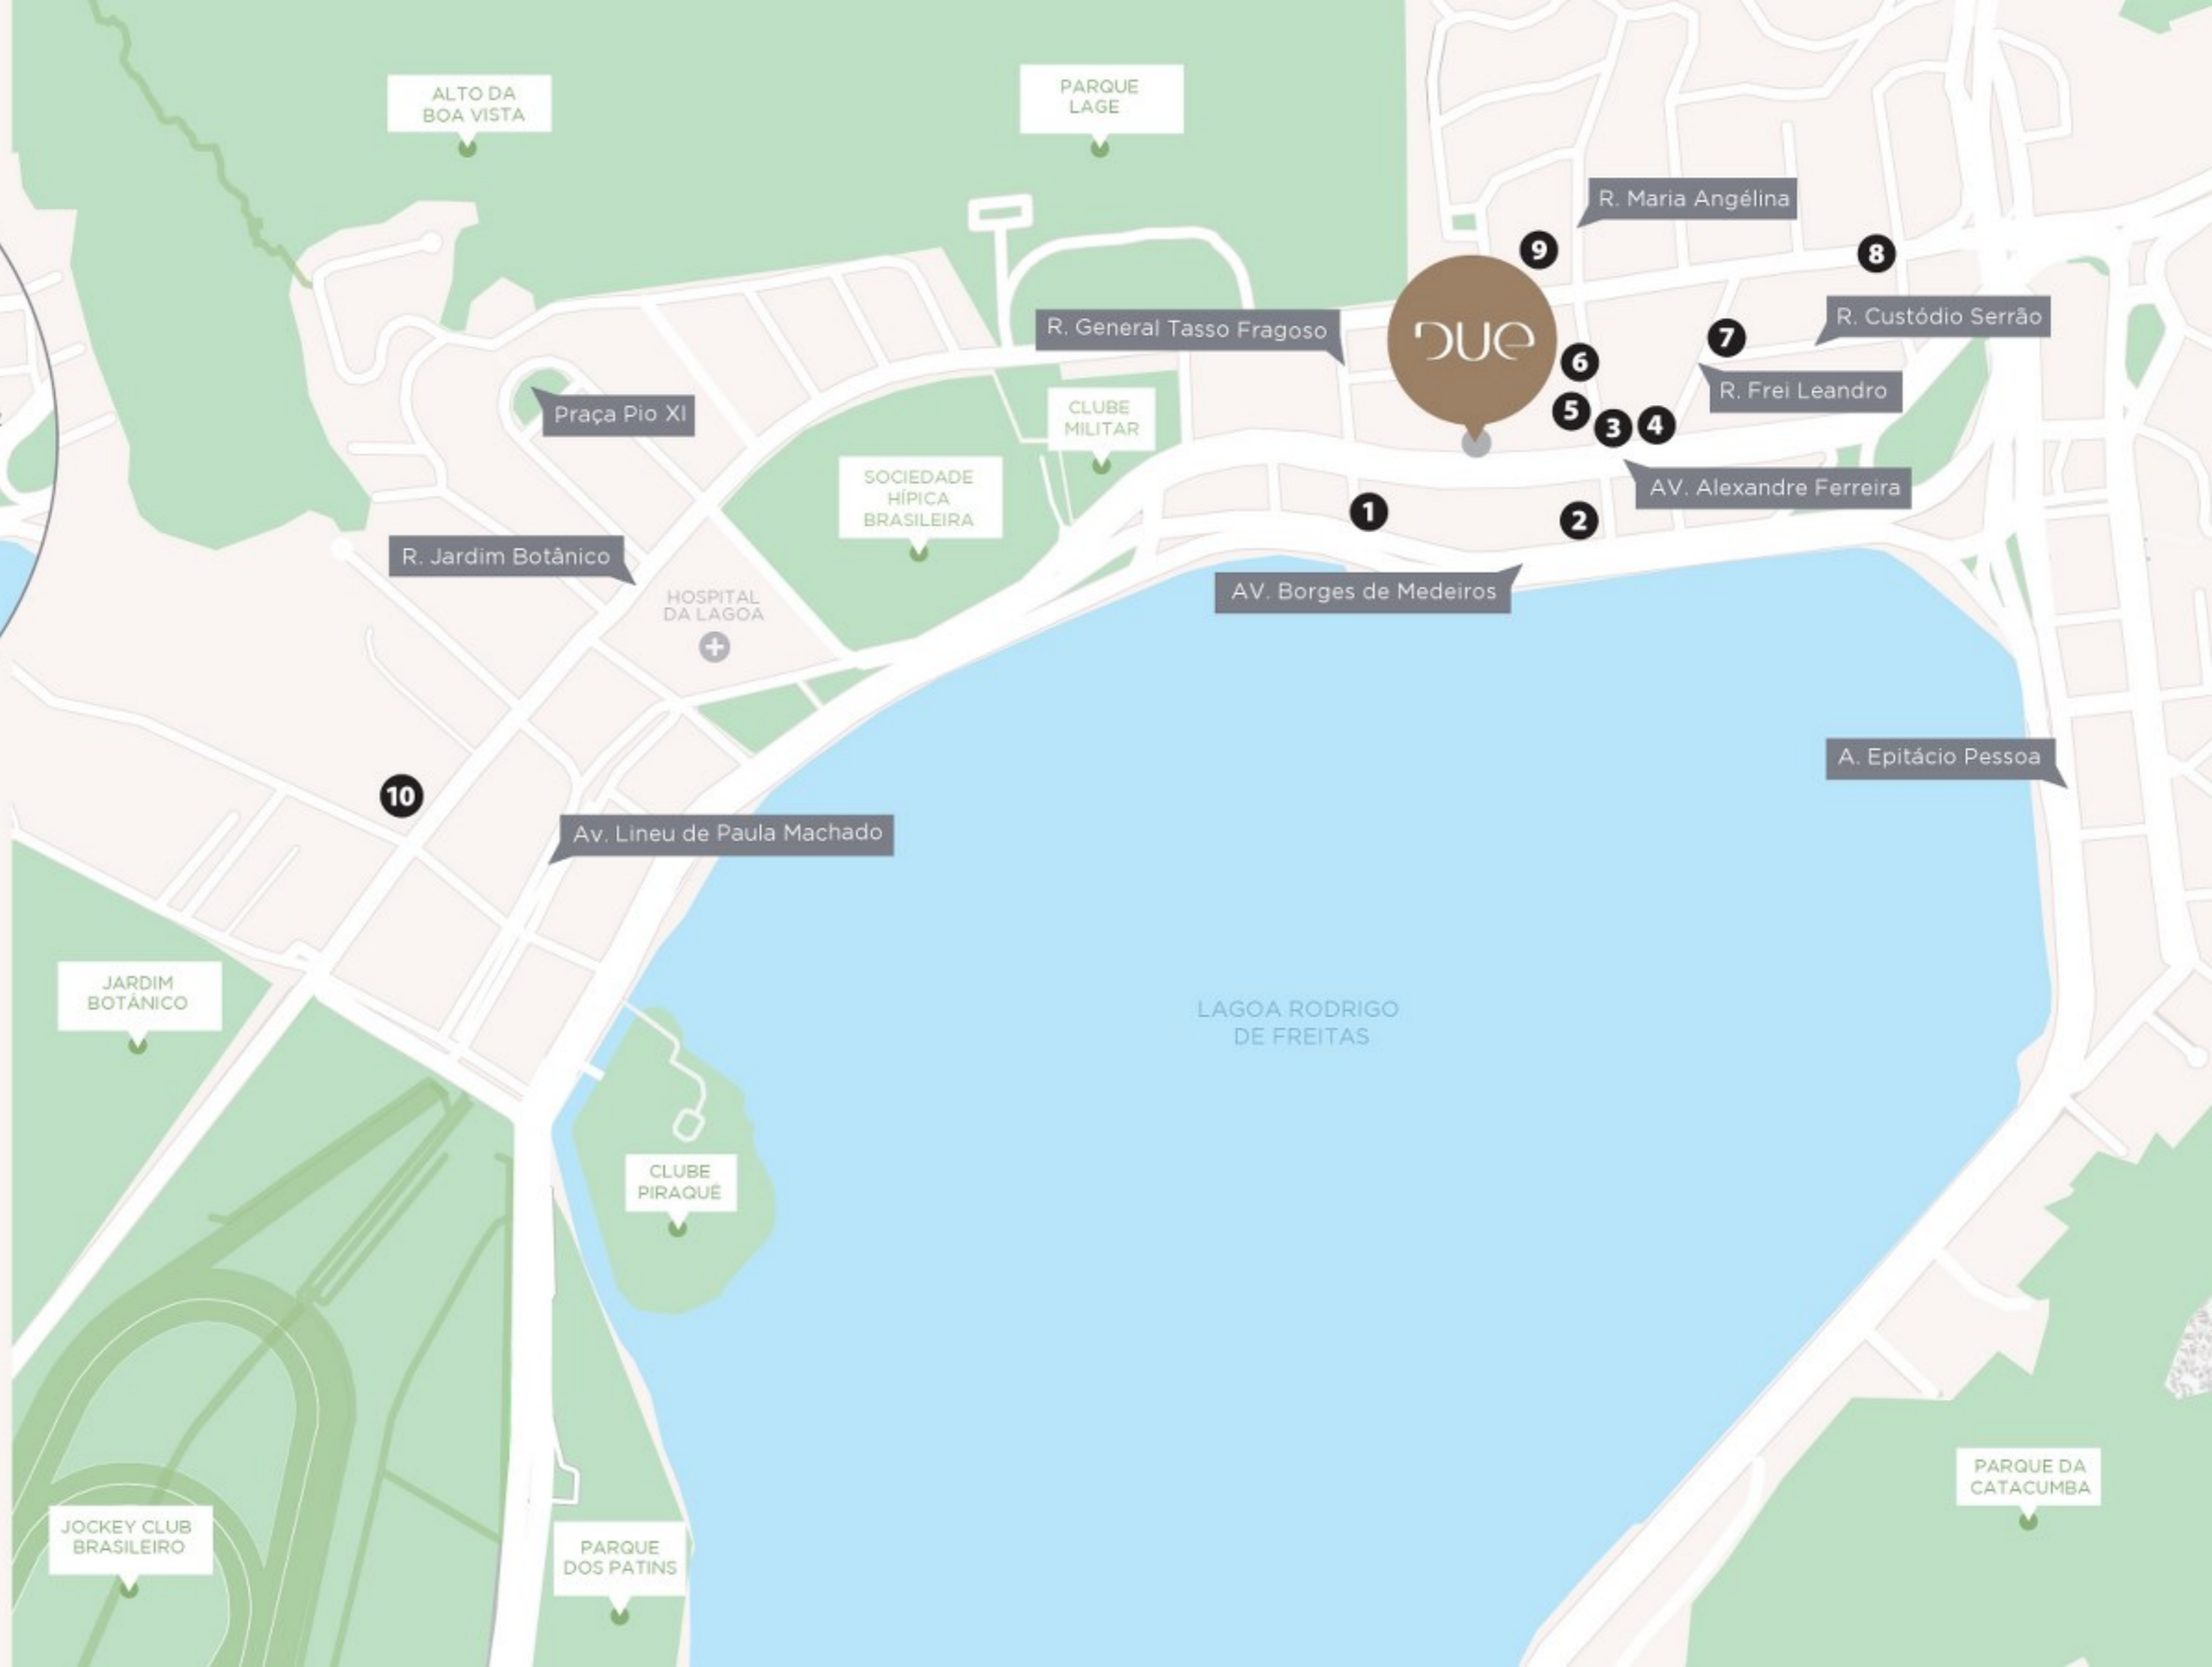 ALTO DA
BOA VISTA
PARQUE
LAGE
R. Maria Angélina
9
8
R. General Tasso Fragoso
DUE
R. Custódio Serrão
7
6
R. Frei Leandro
Praça Pio XI
CLUBE
MILITAR
5
3
4
SOCIEDADE
HÍPICA
BRASILEIRA
AV. Alexandre Ferreira
1
2
R. Jardim Botânico
HOSPITAL
DA LAGOA
AV. Borges de Medeiros
A. Epitácio Pessoa
10
Av. Lineu de Paula Machado
JARDIM
BOTÂNICO
LAGOA RODRIGO
DE FREITAS
CLUBE
PIRAQUÊ
PARQUE DA
CATACUMBA
JOCKEY CLUB
BRASILEIRO
PARQUE
DOS PATINS